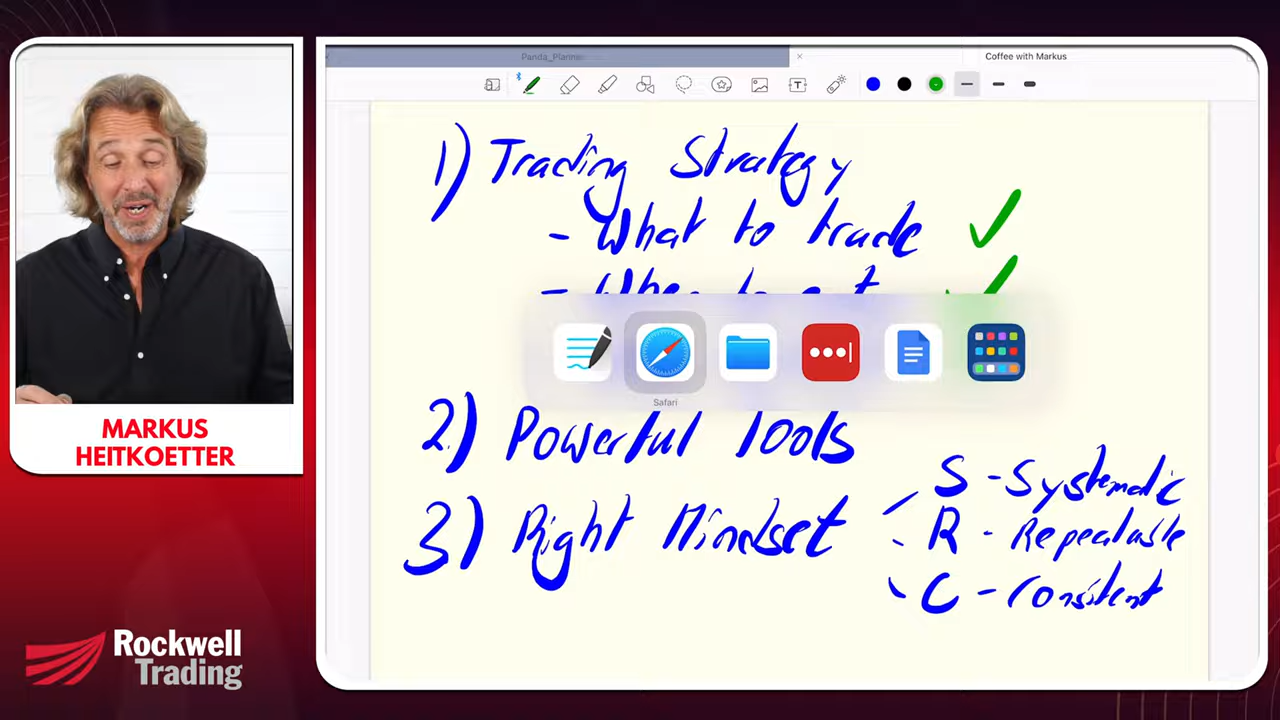 Panda_Planne
Coffee with Markus
1) Trading Strategy
- What to trade ✓
Safari
2.) Powerful Tools
3) Right Mindset
S - Systematic
R - Repeatable
C - Consistent
MARKUS
HEITKOETTER
Rockwell
Trading